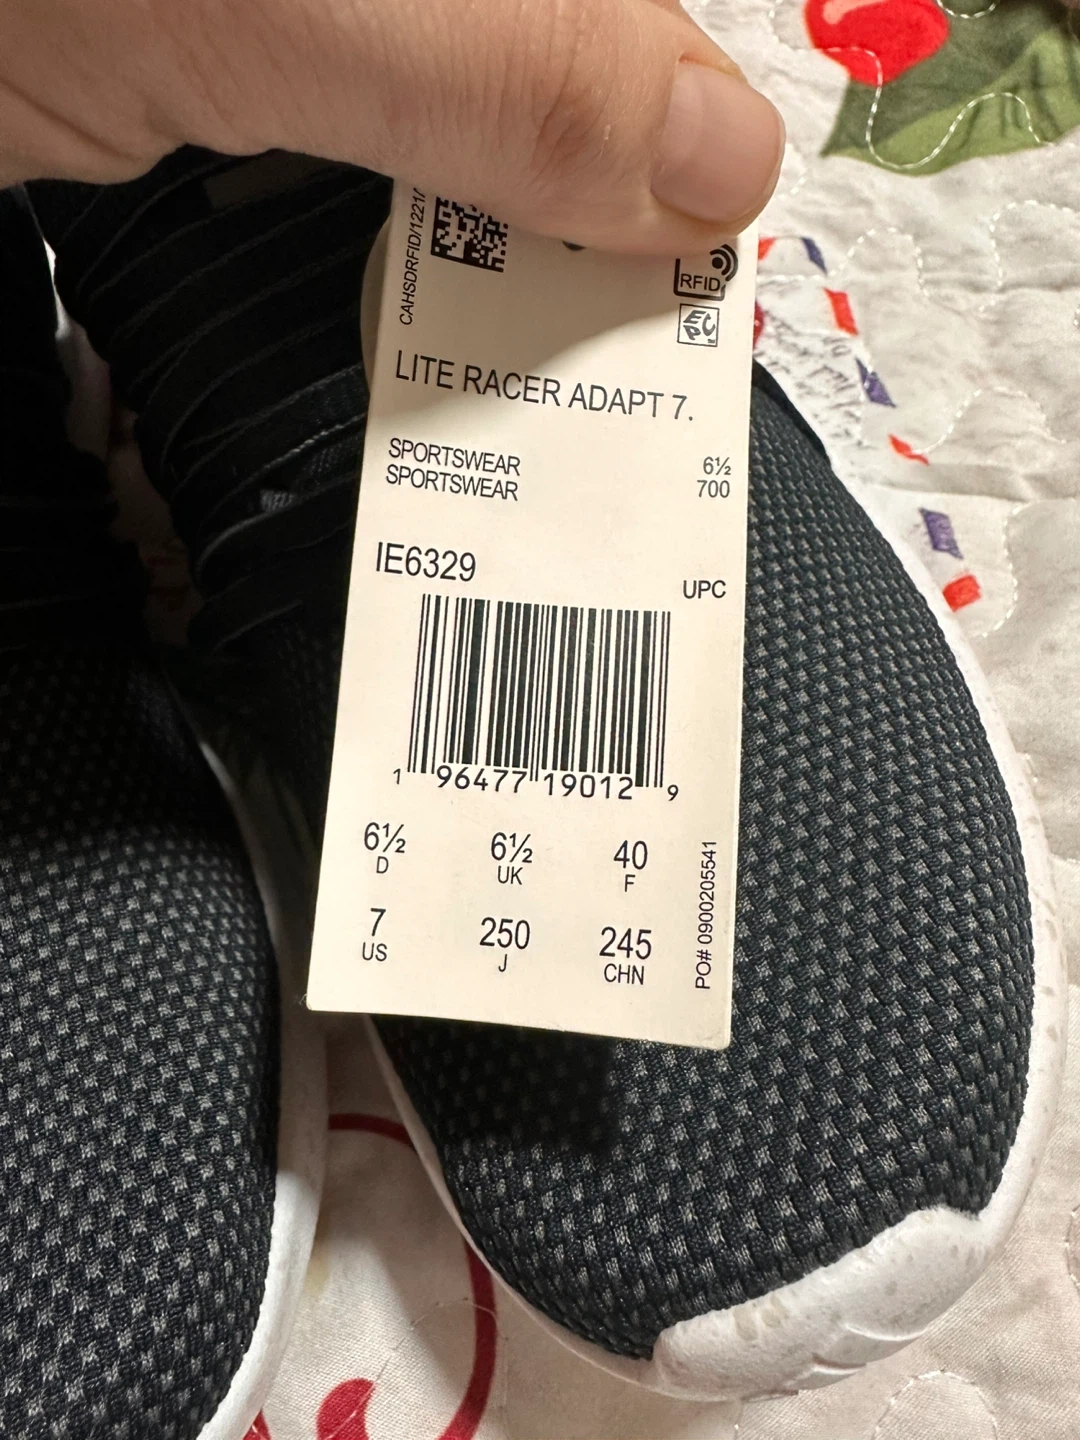 CAHSDRFID/1221/
RFID
EPC
LITE RACER ADAPT 7.
SPORTSWEAR 6½
SPORTSWEAR 700
IE6329
UPC
1 96477 19012 9
6½ 6½ 40
D UK F
7 250 245
US J CHN
PO# 0900205541